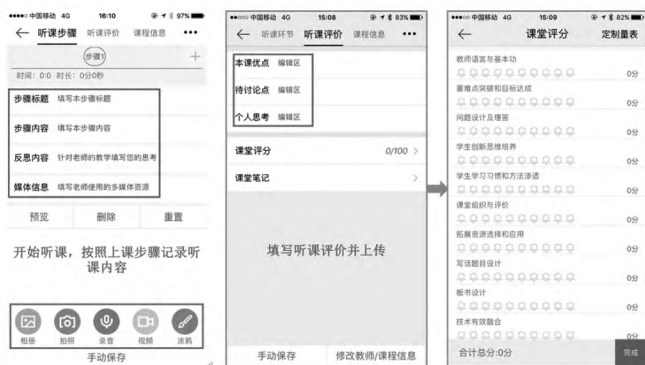 中国移动 4G 16:10 97%
← 听课步骤 听课评价 课程信息 •••
步骤1 +
时间：0:0 时长：0分0秒
步骤标题 填写本步骤标题
步骤内容 填写本步骤内容
反思内容 针对老师的教学填写您的思考
媒体信息 填写老师使用的多媒体资源
预览 删除 重置
开始听课，按照上课步骤记录听
课内容
相册 拍照 录音 视频 涂鸦
手动保存
中国移动 4G 15:08 83%
← 听课环节 听课评价 课程信息 •••
本课优点 编辑区
待讨论点 编辑区
个人思考 编辑区
课堂评分 0/100 >
课堂笔记 >
填写听课评价并上传
手动保存 修改教师/课程信息
中国移动 4G 15:09 82%
← 课堂评分 定制量表
教师语言与基本功
0分
重难点突破和目标达成
0分
问题设计及理答
0分
学生创新思维培养
0分
学生学习习惯和方法渗透
0分
课堂组织与评价
0分
拓展资源选择和应用
0分
写话题目设计
0分
板书设计
0分
技术有效融合
0分
合计总分:0分 完成